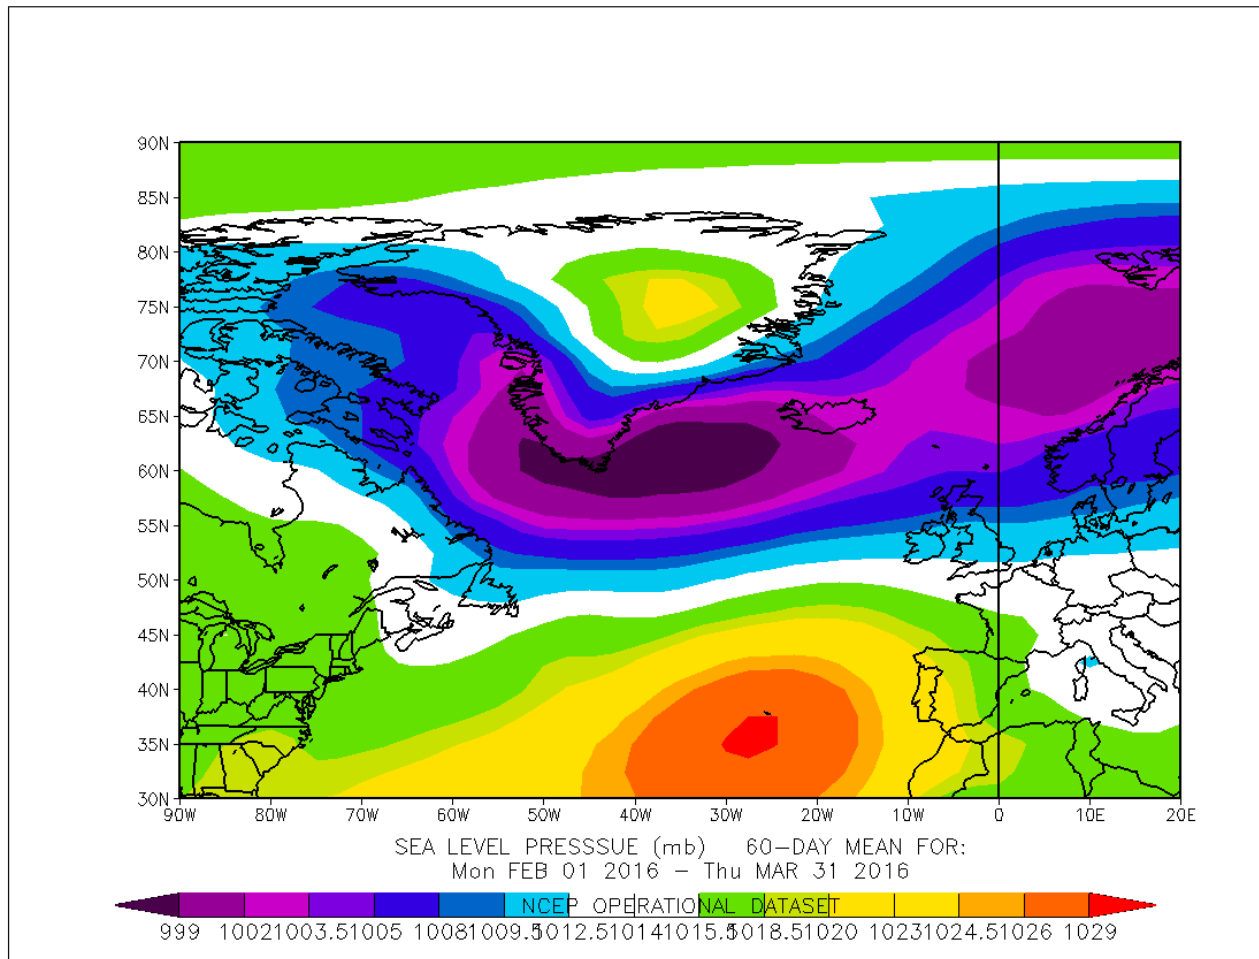 90N
85N
80N
75N
70N
65N
60N
55N
50N
45N
40N
35N
30N
90W 80W 70W 60W 50W 40W 30W 20W 10W 0 10E 20E
SEA LEVEL PRESSSUE (mb) 60-DAY MEAN FOR:
Mon FEB 01 2016 - Thu MAR 31 2016
NCEP OPERATIONAL DATASET
999 1002 1003.5 1005 1008 1009.5 1012.5 1014 1015.5 1018.5 1020 1023 1024.5 1026 1029